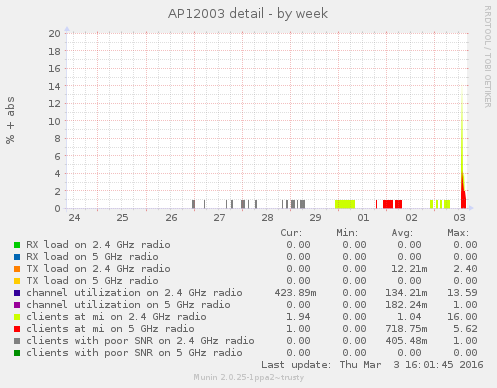 AP12003 detail - by week
RRDTOOL / TOBI OETIKER
% + abs
20
18
16
14
12
10
8
6
4
2
0
24 25 26 27 28 29 01 02 03
Cur: Min: Avg: Max:
RX load on 2.4 GHz radio 0.00 0.00 0.00 0.00
RX load on 5 GHz radio 0.00 0.00 0.00 0.00
TX load on 2.4 GHz radio 0.00 0.00 12.21m 2.40
TX load on 5 GHz radio 0.00 0.00 0.00 0.00
channel utilization on 2.4 GHz radio 423.89m 0.00 134.21m 13.59
channel utilization on 5 GHz radio 0.00 0.00 182.24m 1.00
clients at mi on 2.4 GHz radio 1.94 0.00 1.04 16.00
clients at mi on 5 GHz radio 1.00 0.00 718.75m 5.62
clients with poor SNR on 2.4 GHz radio 0.00 0.00 405.48m 1.00
clients with poor SNR on 5 GHz radio 0.00 0.00 0.00 0.00
Last update: Thu Mar 3 16:01:45 2016
Munin 2.0.25-1ppa2~trusty